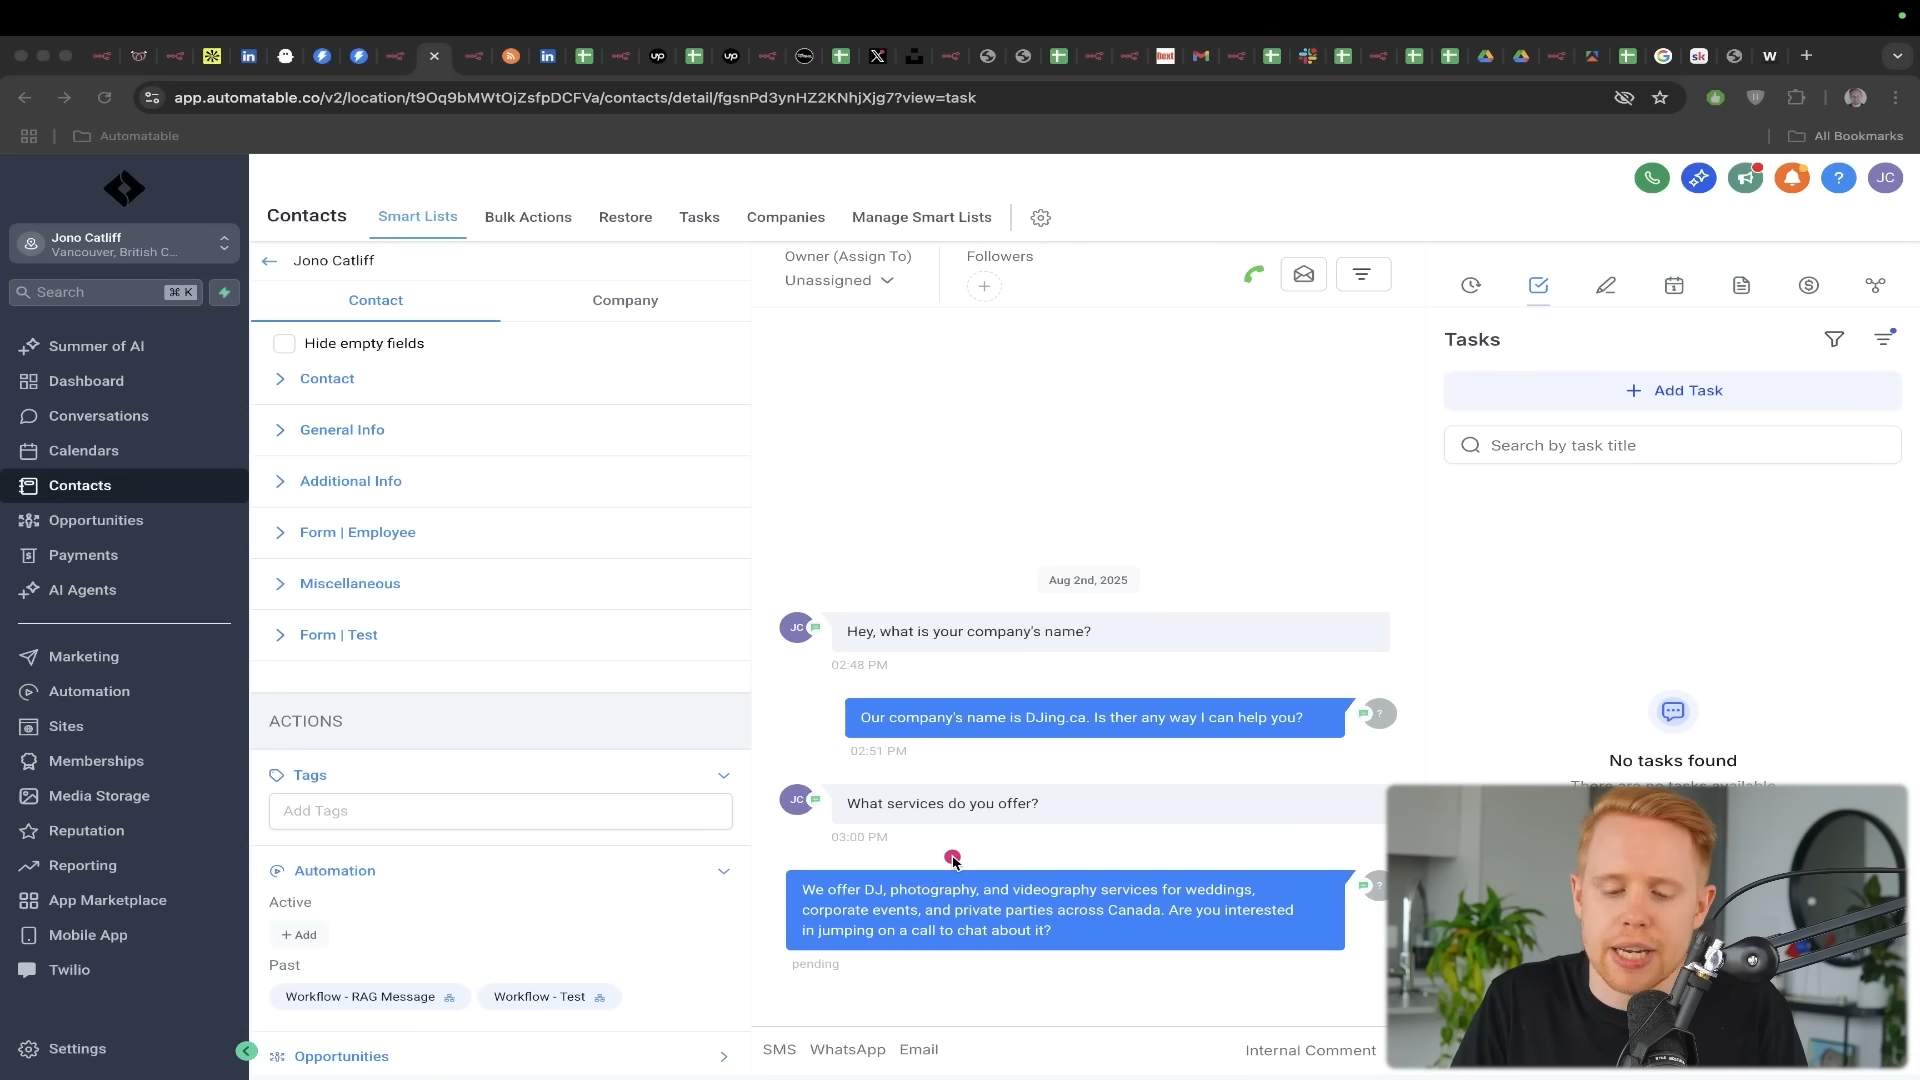 app.automatable.co/v2/location/t9Oq9bMWtOjZsfpDCFVa/contacts/detail/fgsnPd3ynHZ2KNhjXjg7?view=task
Automatable
All Bookmarks
Jono Catliff
Vancouver, British C...
Search
⌘ K
Summer of AI
Dashboard
Conversations
Calendars
Contacts
Opportunities
Payments
AI Agents
Marketing
Automation
Sites
Memberships
Media Storage
Reputation
Reporting
App Marketplace
Mobile App
Twilio
Settings
JC
Contacts
Smart Lists
Bulk Actions
Restore
Tasks
Companies
Manage Smart Lists
Jono Catliff
Contact
Company
Hide empty fields
Contact
General Info
Additional Info
Form | Employee
Miscellaneous
Form | Test
ACTIONS
Tags
Add Tags
Automation
Active
+ Add
Past
Workflow - RAG Message
Workflow - Test
Opportunities
Owner (Assign To)
Unassigned
Followers
Aug 2nd, 2025
JC
Hey, what is your company's name?
02:48 PM
Our company's name is DJing.ca. Is ther any way I can help you?
?
02:51 PM
JC
What services do you offer?
03:00 PM
We offer DJ, photography, and videography services for weddings,
corporate events, and private parties across Canada. Are you interested
in jumping on a call to chat about it?
?
pending
SMS
WhatsApp
Email
Internal Comment
Tasks
+ Add Task
Search by task title
No tasks found
There are no tasks available